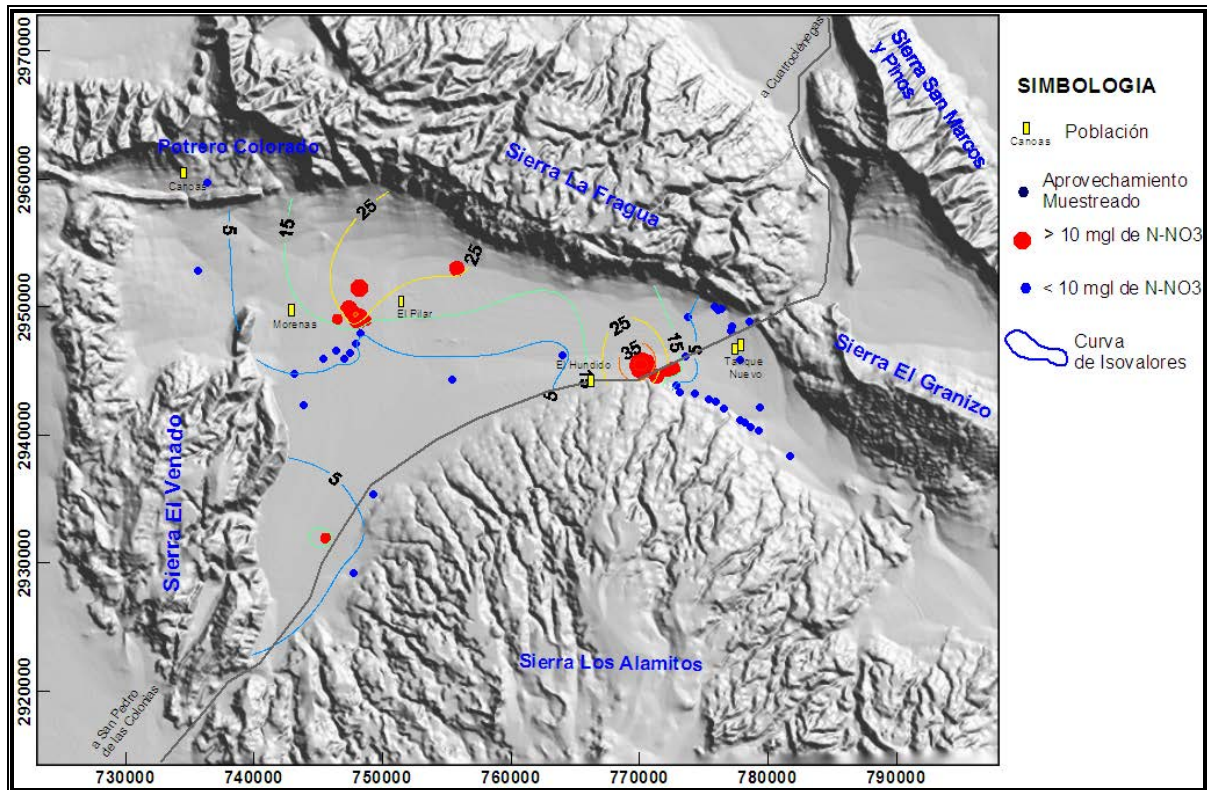 2970000
2960000
2950000
2940000
2930000
2920000
730000
740000
750000
760000
770000
780000
790000
Potrero Colorado
Canoas
Sierra La Fragua
a Cuatrociénegas
Sierra San Marcos
y Pinos
5
15
25
25
Morenas
El Pilar
25
35
15
5
El Hundido
15
5
Tanque
Nuevo
Sierra El Granizo
Sierra El Venado
5
Sierra Los Alamitos
a San Pedro
de las Colonias
SIMBOLOGIA
Canoas
Población
Aprovechamiento
Muestreado
> 10 mgl de N-NO3
< 10 mgl de N-NO3
Curva
de Isovalores